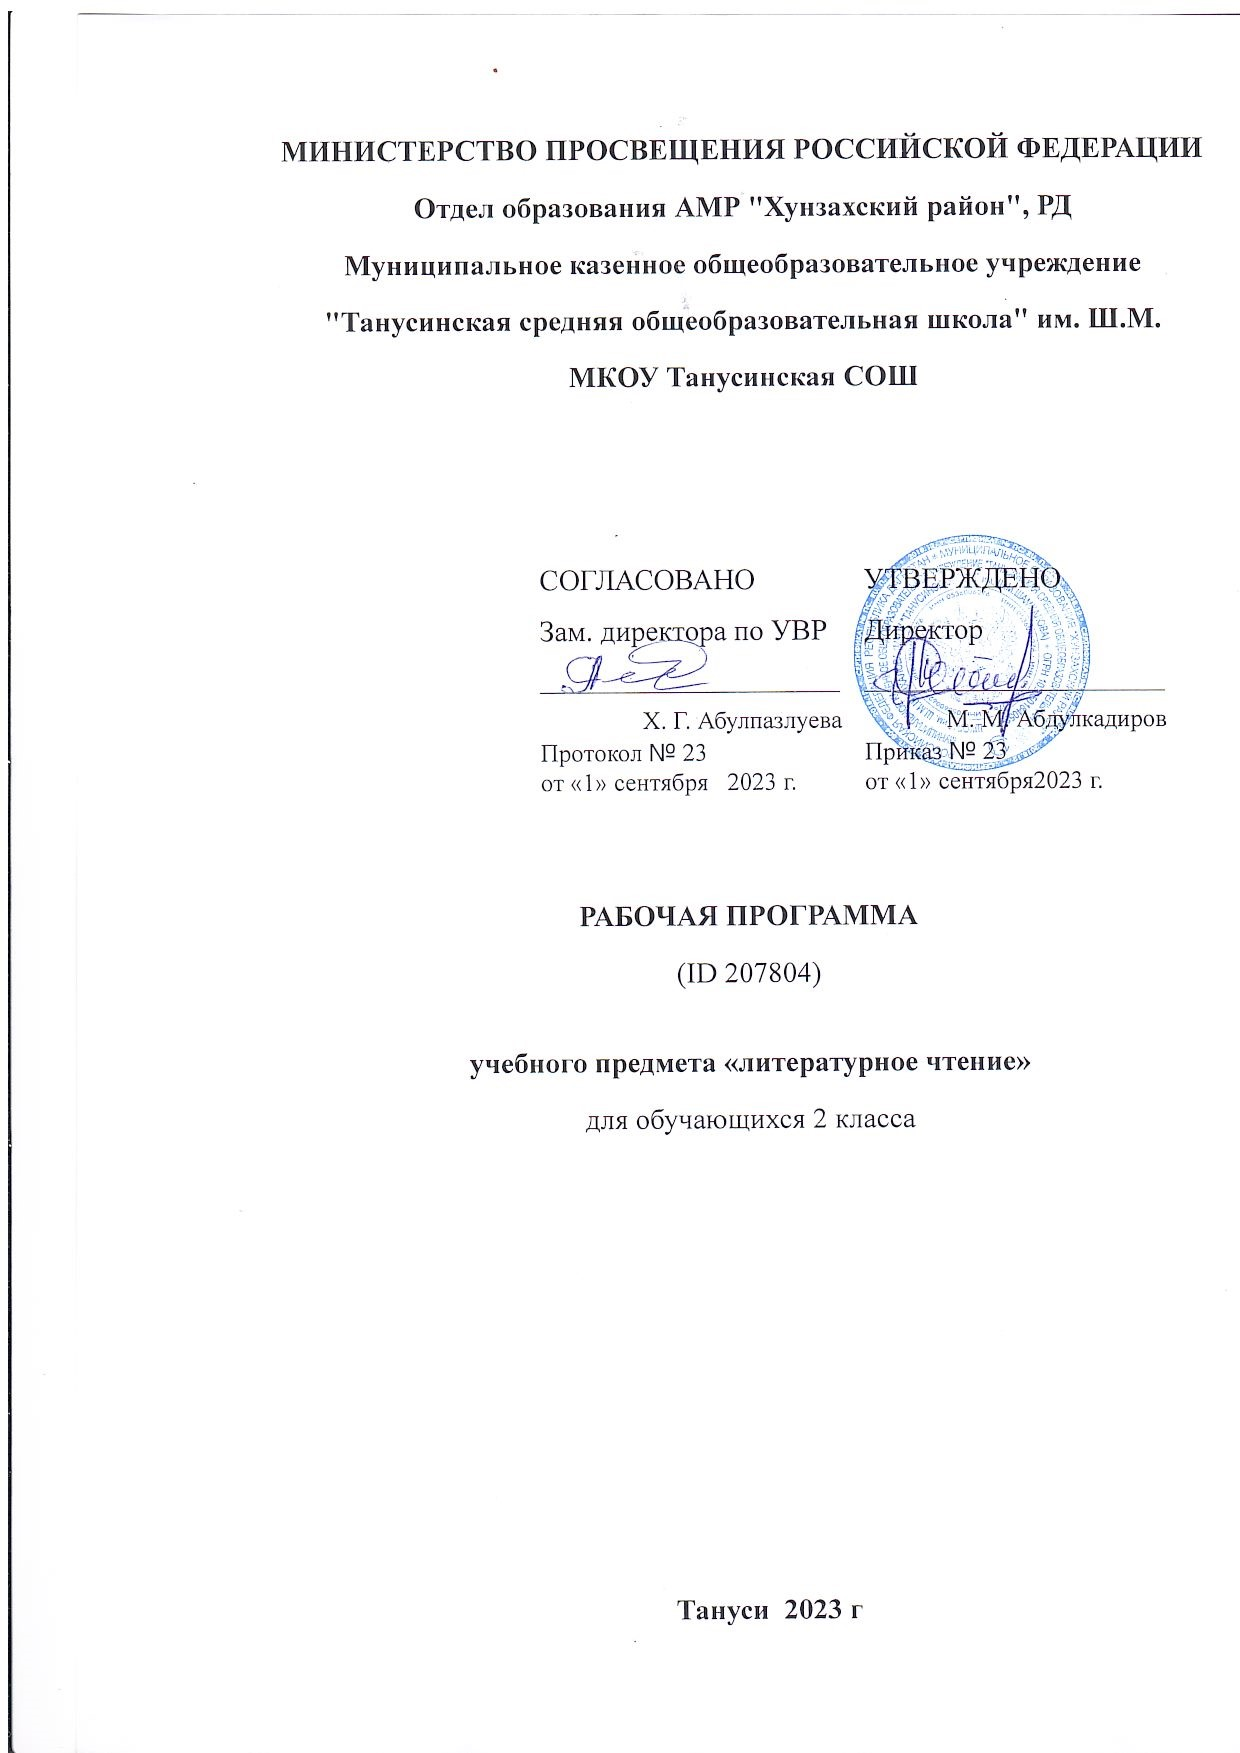 МИНИСТЕРСТВО ПРОСВЕЩЕНИЯ РОССИЙСКОЙ ФЕДЕРАЦИИ
Отдел образования АМР "Хунзахский район", РД
Муниципальное казенное общеобразовательное учреждение
"Танусинская средняя общеобразовательная школа" им. Ш.М.
МКОУ Танусинская СОШ
СОГЛАСОВАНО
Зам. директора по УВР
Х. Г. Абулпазлуева
Протокол № 23
от «1» сентября 2023 г.
УТВЕРЖДЕНО
Директор
М. М. Абдулкадиров
Приказ № 23
от «1» сентября2023 г.
РАБОЧАЯ ПРОГРАММА
(ID 207804)
учебного предмета «литературное чтение»
для обучающихся 2 класса
Тануси 2023 г